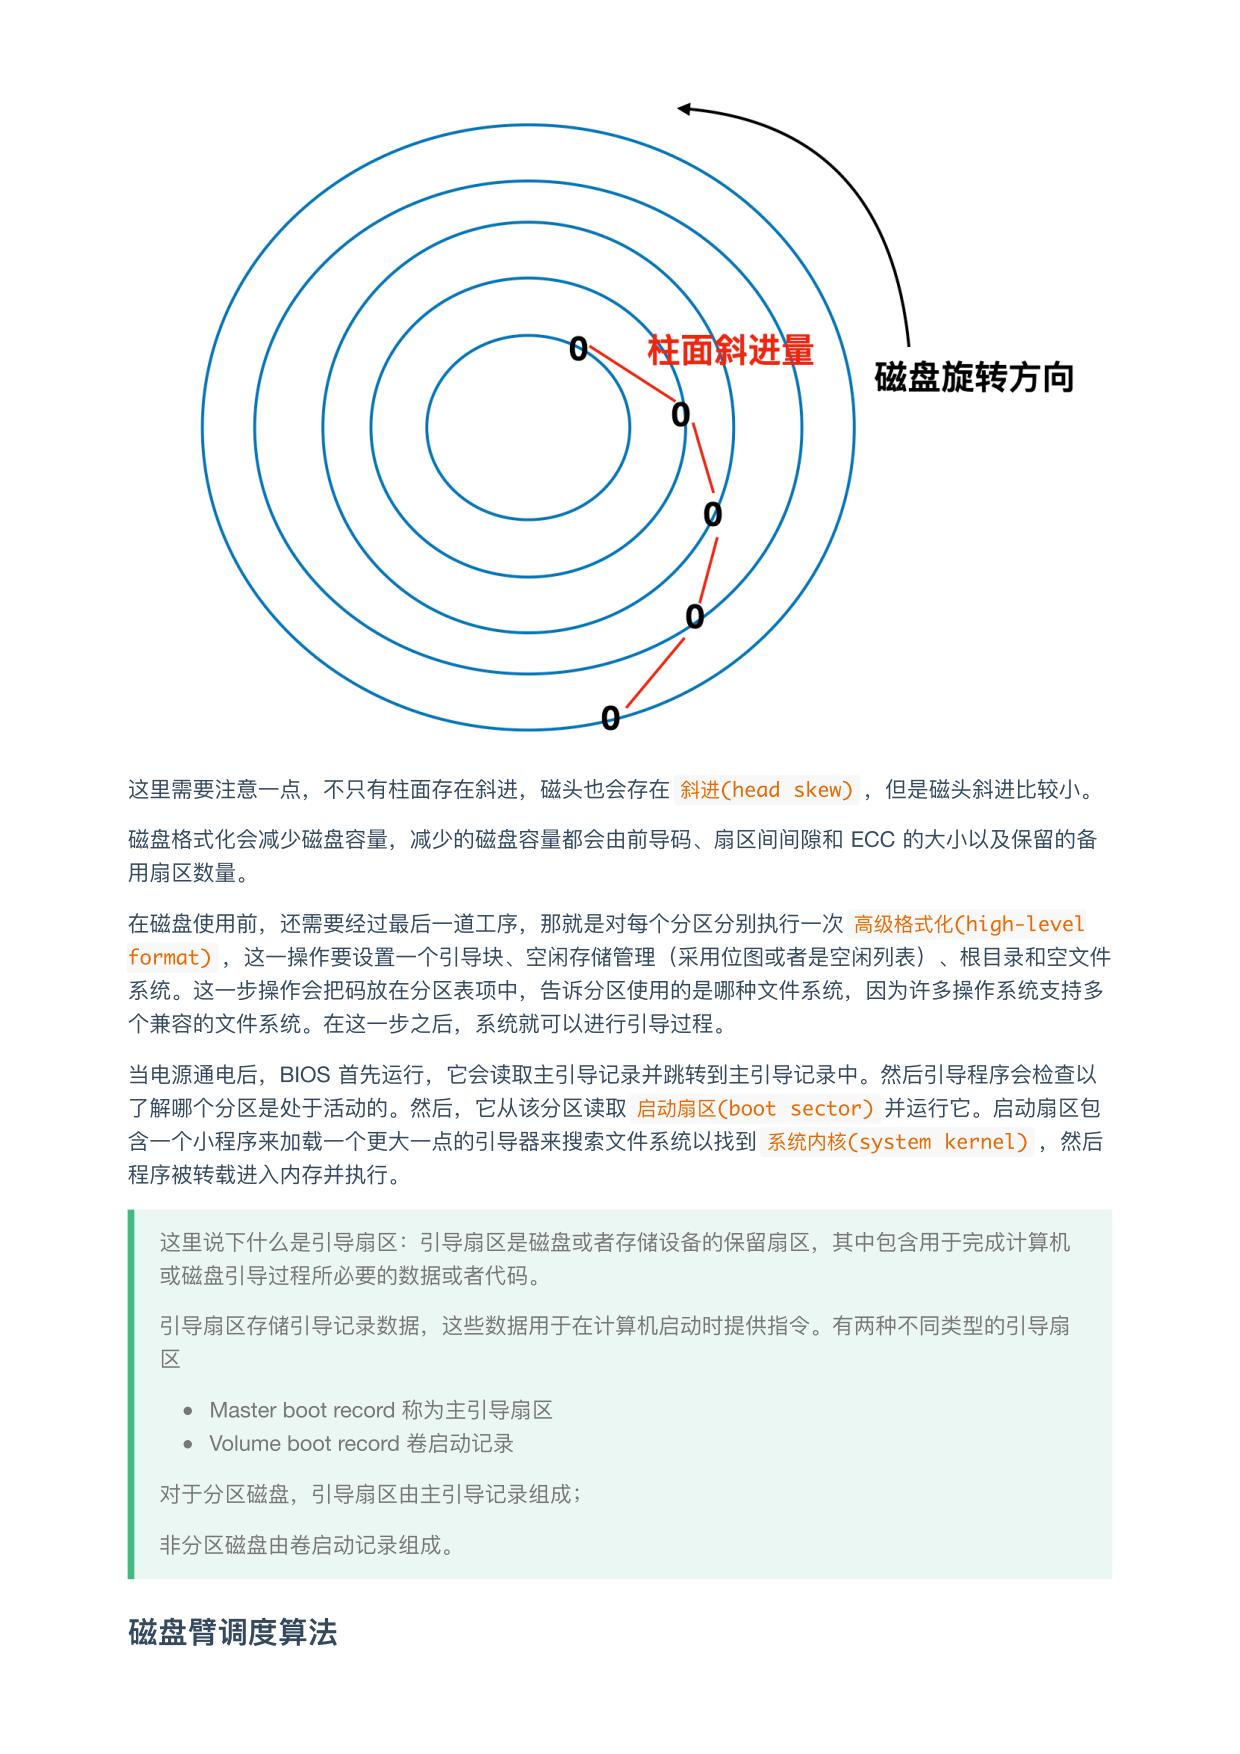 0
柱面斜进量
磁盘旋转方向
0
0
0
0
这里需要注意一点，不只有柱面存在斜进，磁头也会存在 斜进(head skew) ，但是磁头斜进比较小。
磁盘格式化会减少磁盘容量，减少的磁盘容量都会由前导码、扇区间间隙和 ECC 的大小以及保留的备
用扇区数量。
在磁盘使用前，还需要经过最后一道工序，那就是对每个分区分别执行一次 高级格式化(high-level
format) ，这一操作要设置一个引导块、空闲存储管理（采用位图或者是空闲列表）、根目录和空文件
系统。这一步操作会把码放在分区表项中，告诉分区使用的是哪种文件系统，因为许多操作系统支持多
个兼容的文件系统。在这一步之后，系统就可以进行引导过程。
当电源通电后，BIOS 首先运行，它会读取主引导记录并跳转到主引导记录中。然后引导程序会检查以
了解哪个分区是处于活动的。然后，它从该分区读取 启动扇区(boot sector) 并运行它。启动扇区包
含一个小程序来加载一个更大一点的引导器来搜索文件系统以找到 系统内核(system kernel) ，然后
程序被转载进入内存并执行。
这里说下什么是引导扇区：引导扇区是磁盘或者存储设备的保留扇区，其中包含用于完成计算机
或磁盘引导过程所必要的数据或者代码。
引导扇区存储引导记录数据，这些数据用于在计算机启动时提供指令。有两种不同类型的引导扇
区
● Master boot record 称为主引导扇区
● Volume boot record 卷启动记录
对于分区磁盘，引导扇区由主引导记录组成；
非分区磁盘由卷启动记录组成。
磁盘臂调度算法